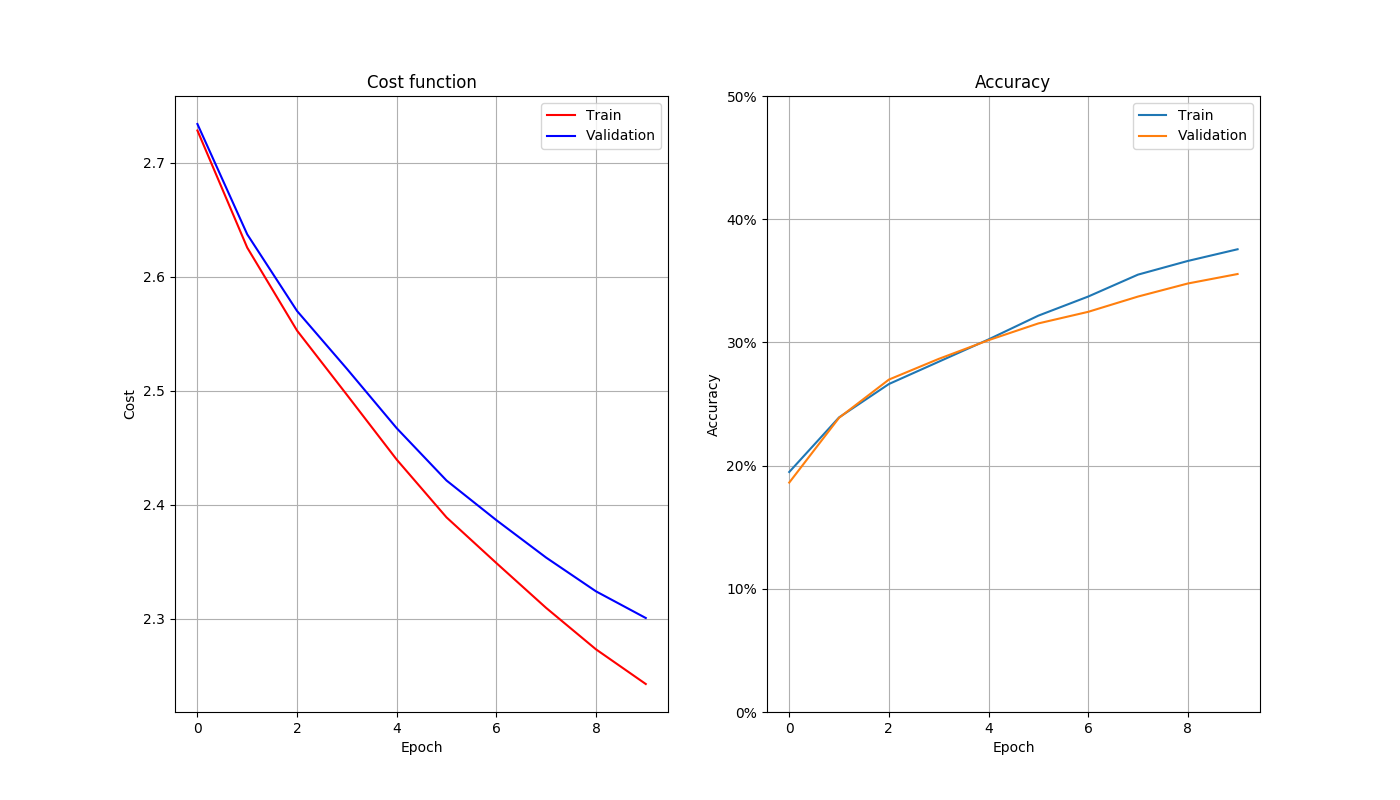 Cost function
Train
Validation
2.7
2.6
2.5
2.4
2.3
Cost
0 2 4 6 8
Epoch
Accuracy
Train
Validation
50%
40%
30%
20%
10%
0%
Accuracy
0 2 4 6 8
Epoch